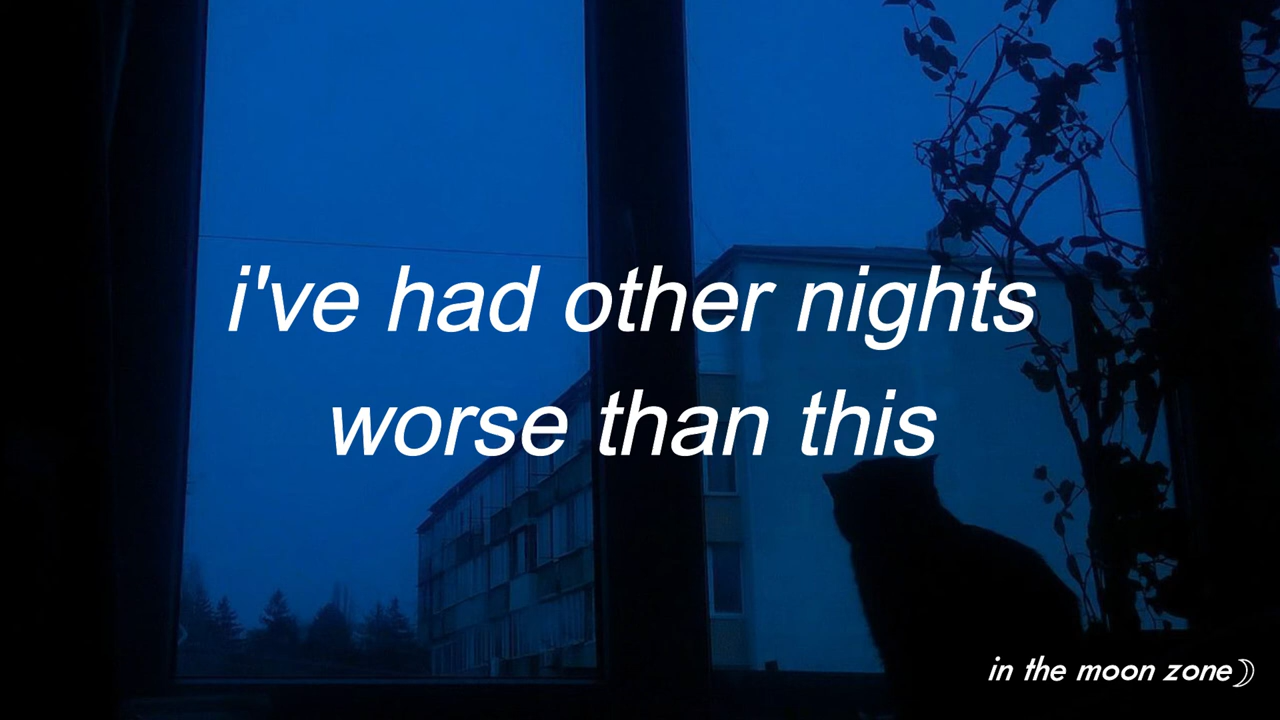 i've had other nights
worse than this
in the moon zone☽